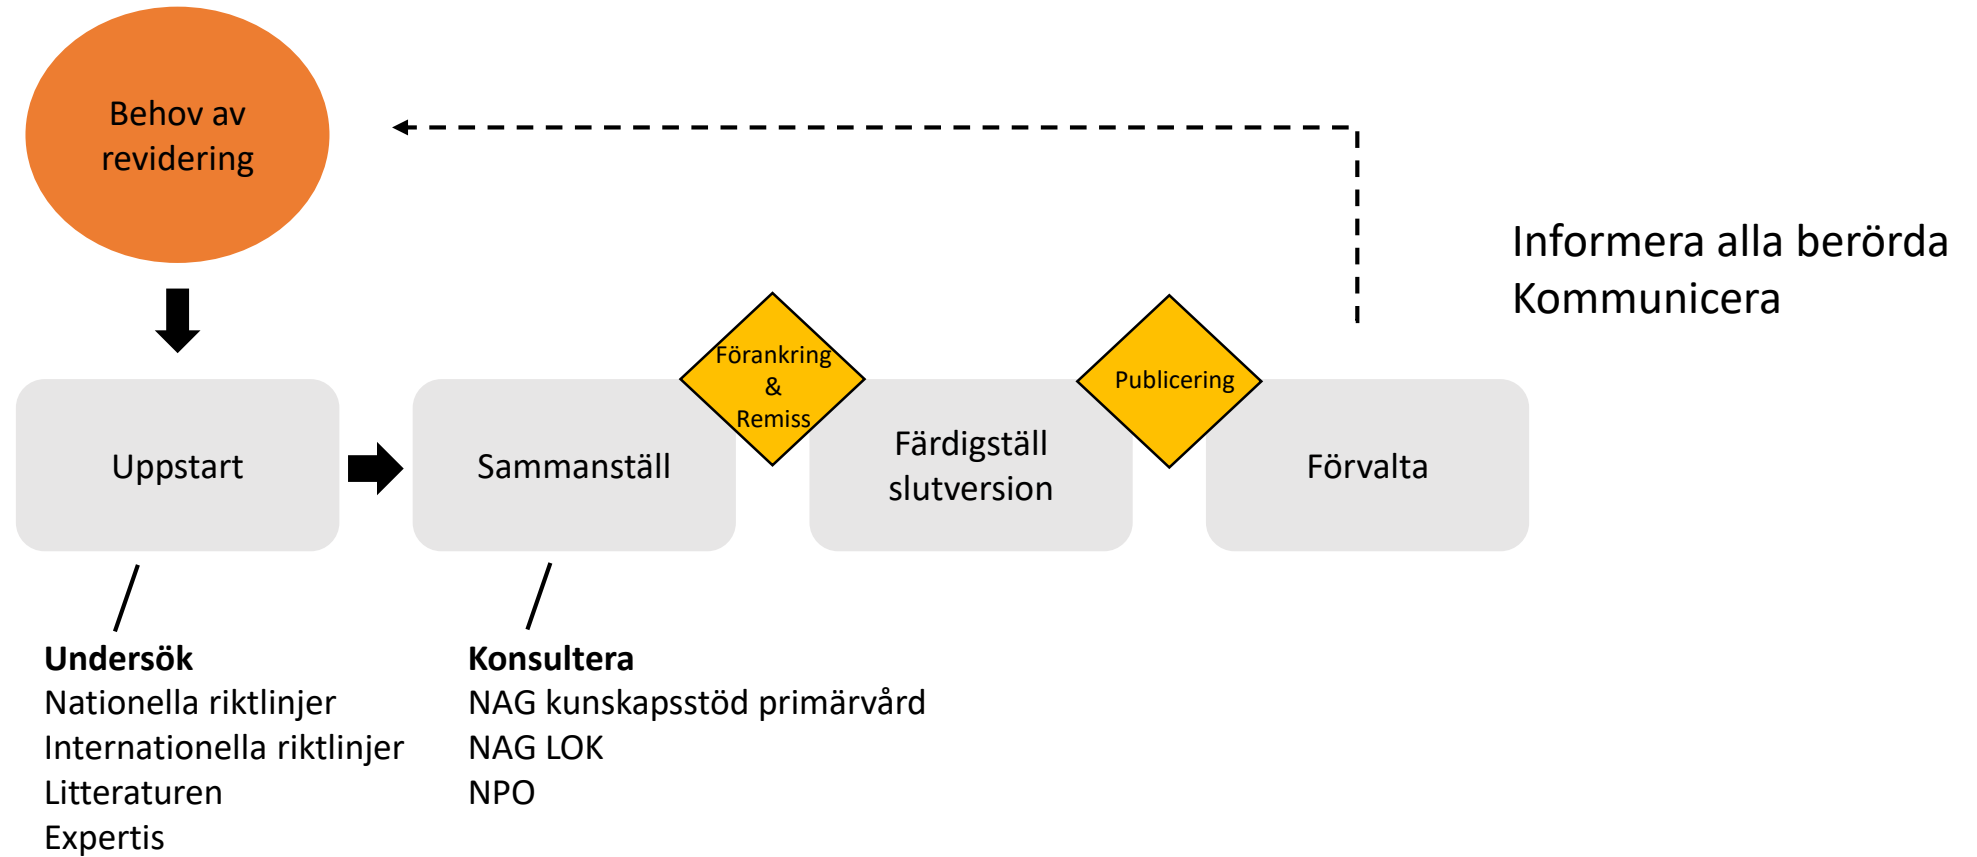 Behov av
revidering
Informera alla berörda
Kommunicera
Förankring
&
Remiss
Publicering
Uppstart
Sammanställ
Färdigställ
slutversion
Förvalta
Undersök
Nationella riktlinjer
Internationella riktlinjer
Litteraturen
Expertis
Konsultera
NAG kunskapsstöd primärvård
NAG LOK
NPO